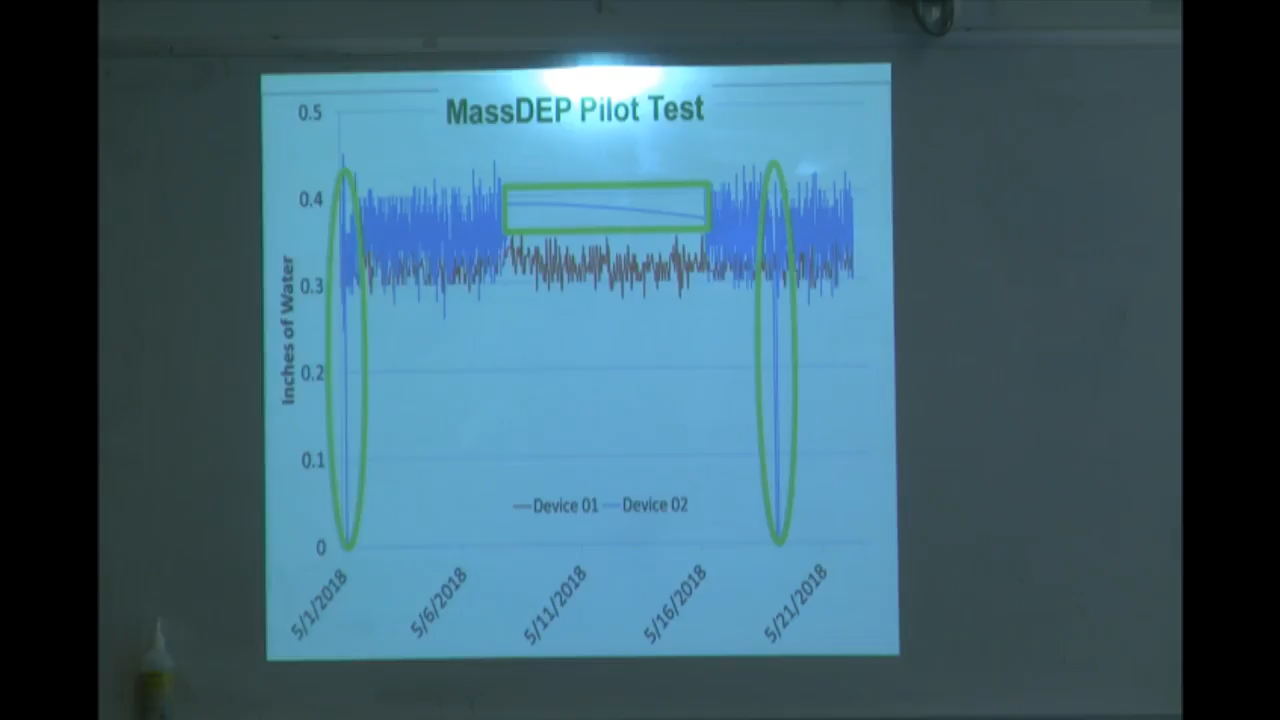 MassDEP Pilot Test
0.5
0.4
0.3
0.2
0.1
0
Inches of Water
Device 01 Device 02
5/1/2018 5/6/2018 5/11/2018 5/16/2018 5/21/2018